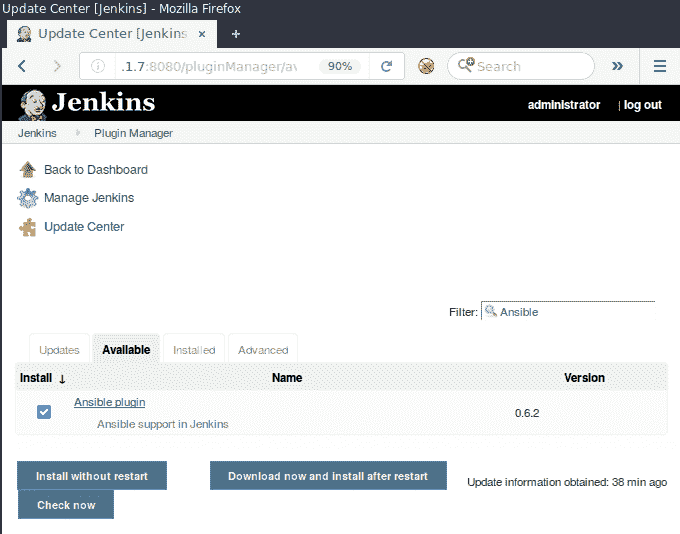 Update Center [Jenkins] - Mozilla Firefox
Update Center [Jenkins × +
.1.7:8080/pluginManager/av 90% Search »
Jenkins administrator | log out
Jenkins Plugin Manager
Back to Dashboard
Manage Jenkins
Update Center
Filter: Ansible
Updates Available Installed Advanced
Install ↓ Name Version
Ansible plugin 0.6.2
Ansible support in Jenkins
Install without restart Download now and install after restart Update information obtained: 38 min ago
Check now